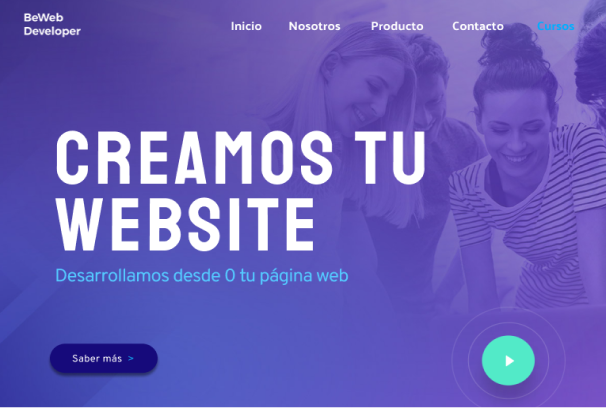 BeWeb
Developer
Inicio Nosotros Producto Contacto Cursos
CREAMOS TU
WEBSITE
Desarrollamos desde 0 tu página web
Saber más >